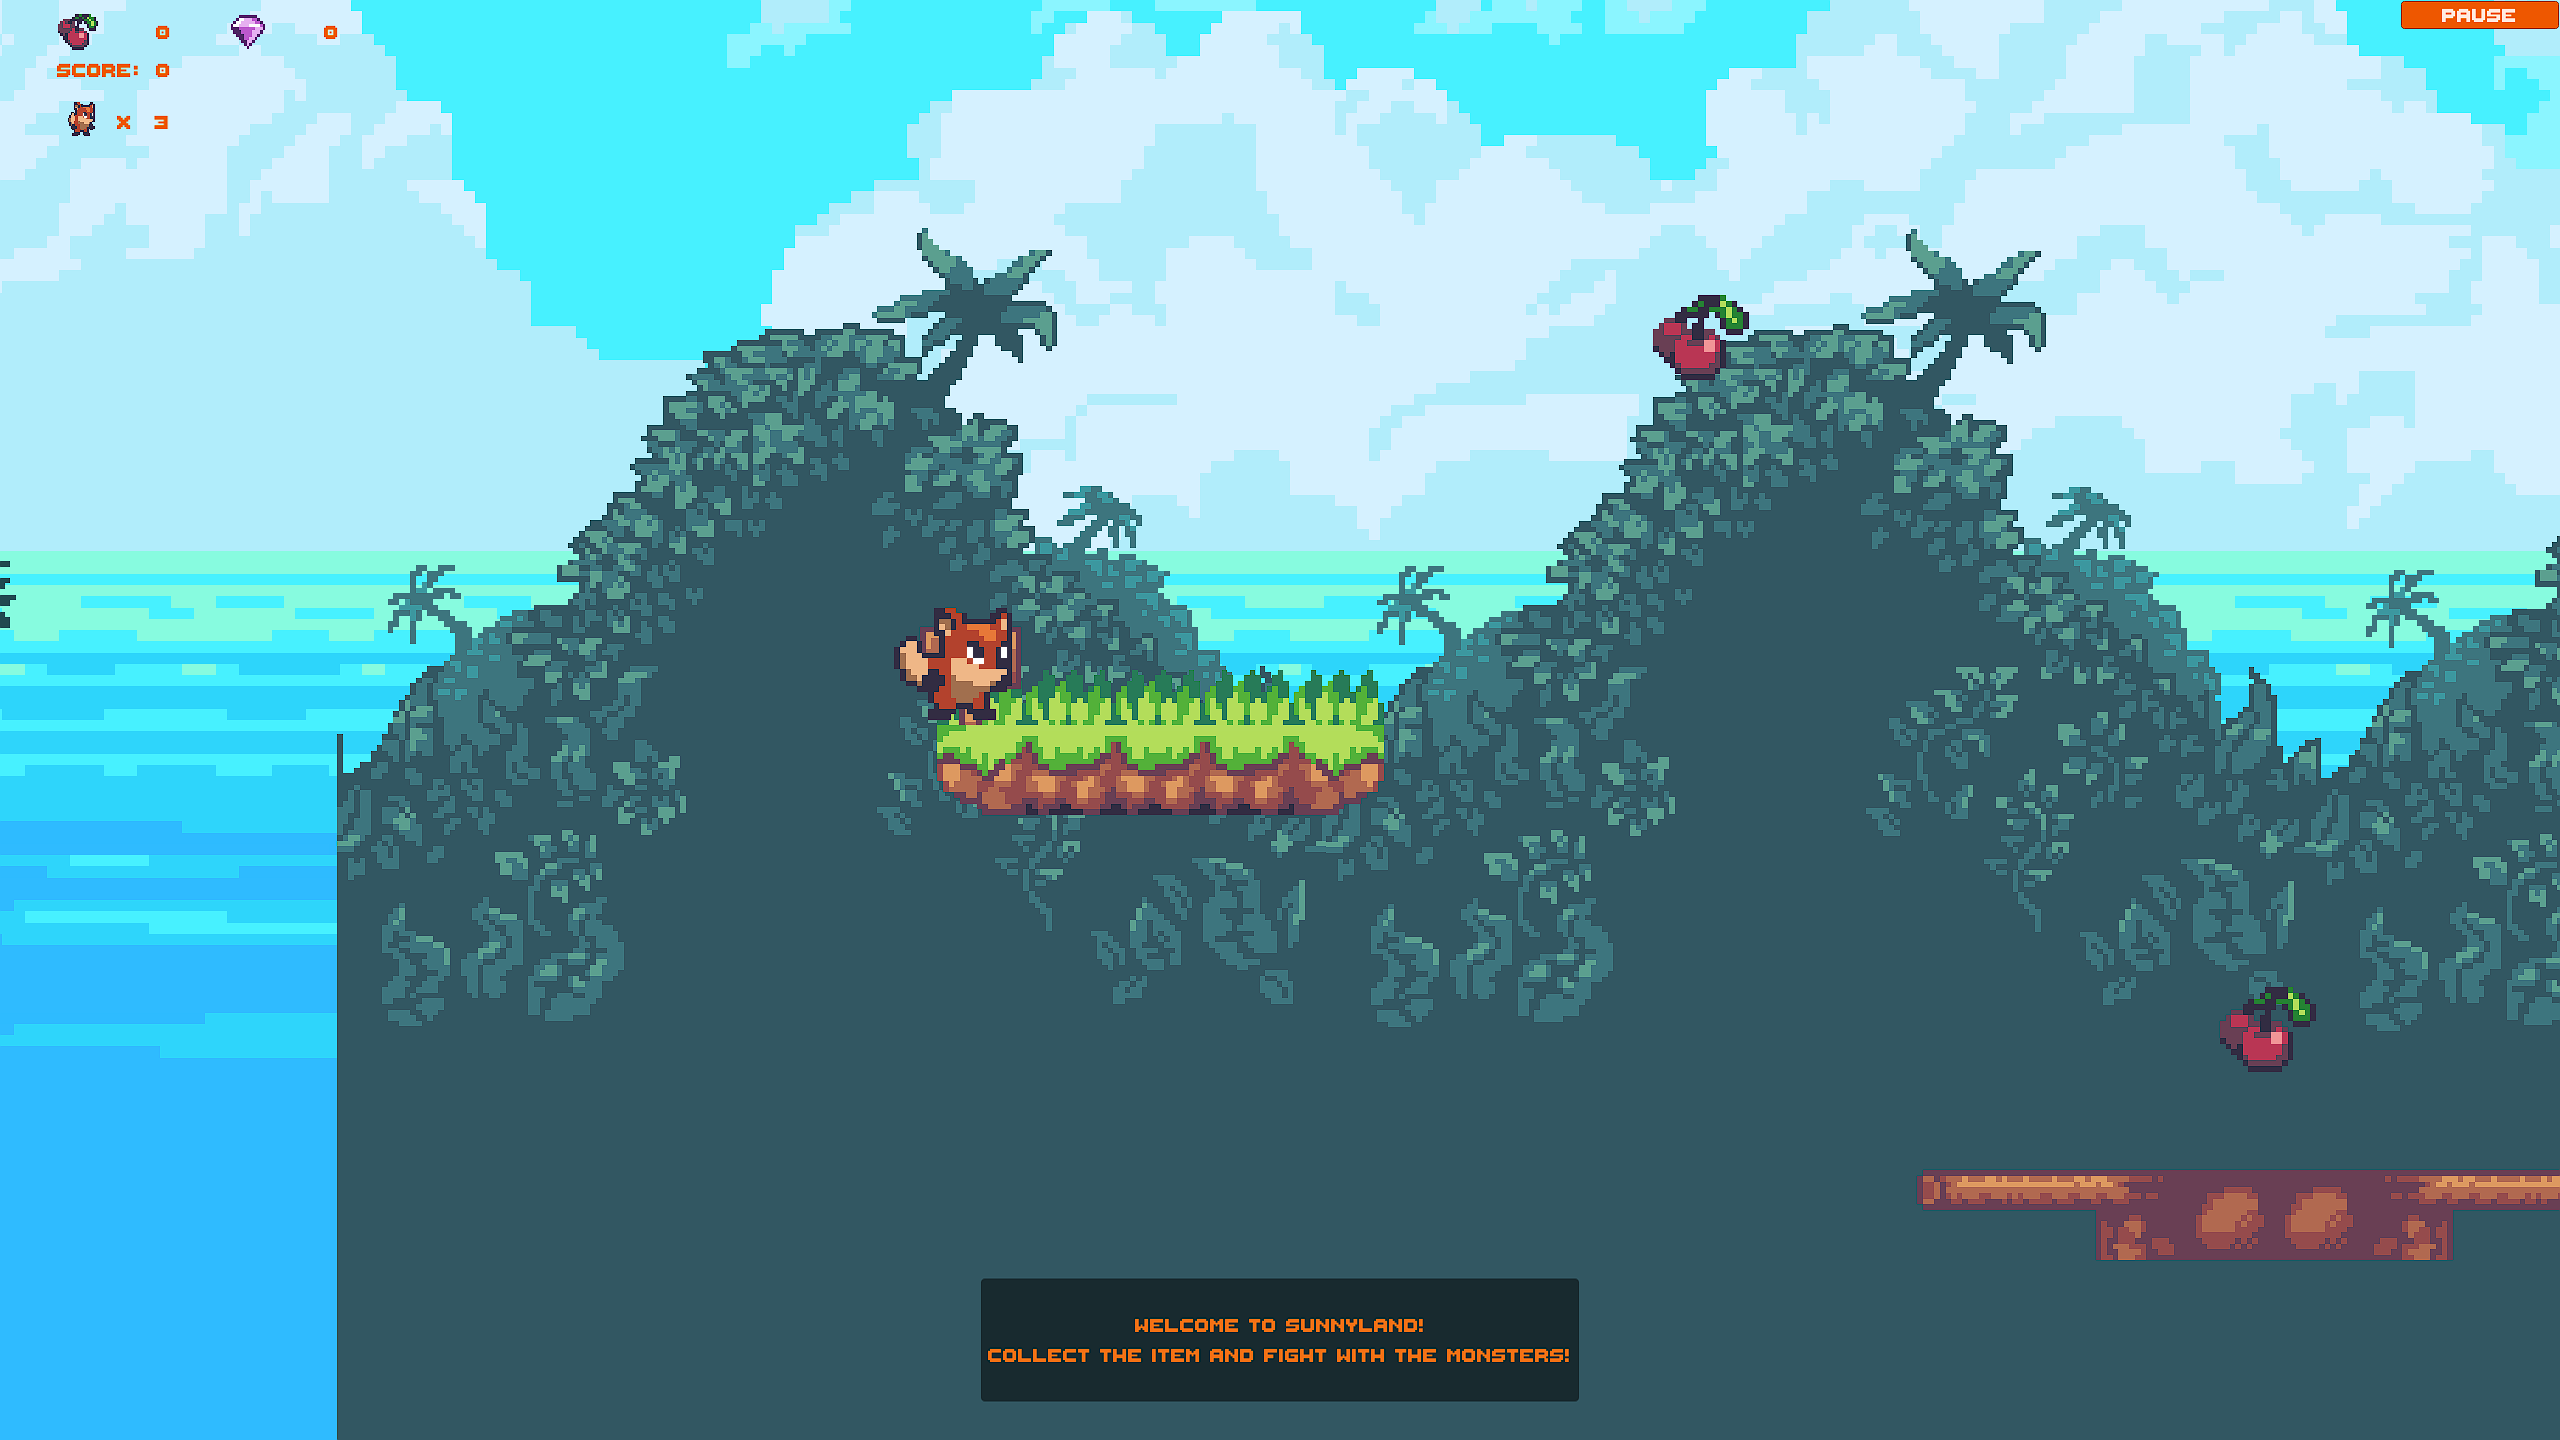 0 0
SCORE: 0
X 3
PAUSE
WELCOME TO SUNNYLAND!
COLLECT THE ITEM AND FIGHT WITH THE MONSTERS!